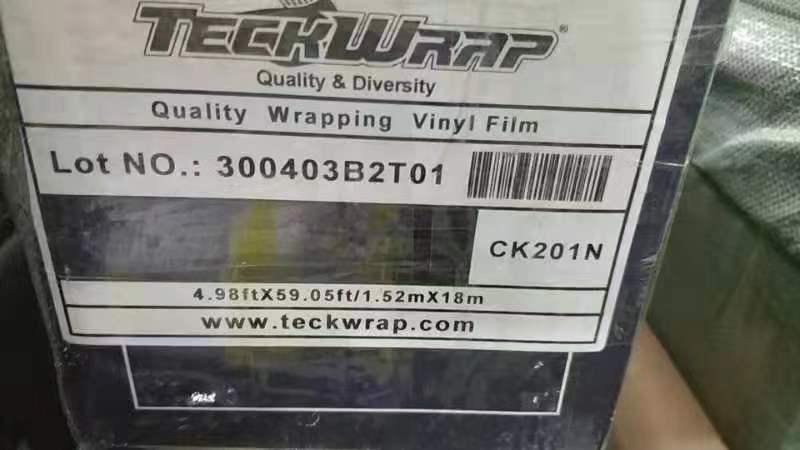 TECKWRAP®
Quality & Diversity
Quality Wrapping Vinyl Film
Lot NO.: 300403B2T01
CK201N
4.98ftX59.05ft/1.52mX18m
www.teckwrap.com